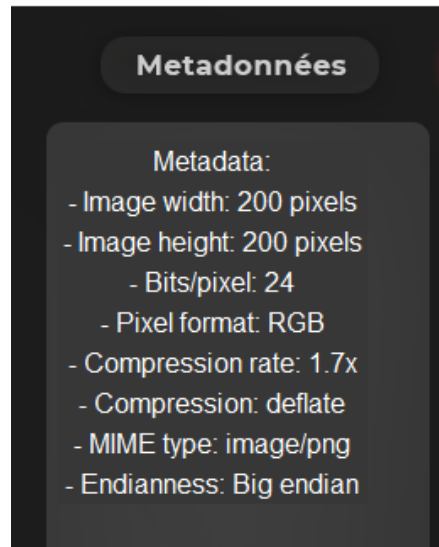 Metadonnées
Metadata:
- Image width: 200 pixels
- Image height: 200 pixels
- Bits/pixel: 24
- Pixel format: RGB
- Compression rate: 1.7x
- Compression: deflate
- MIME type: image/png
- Endianness: Big endian